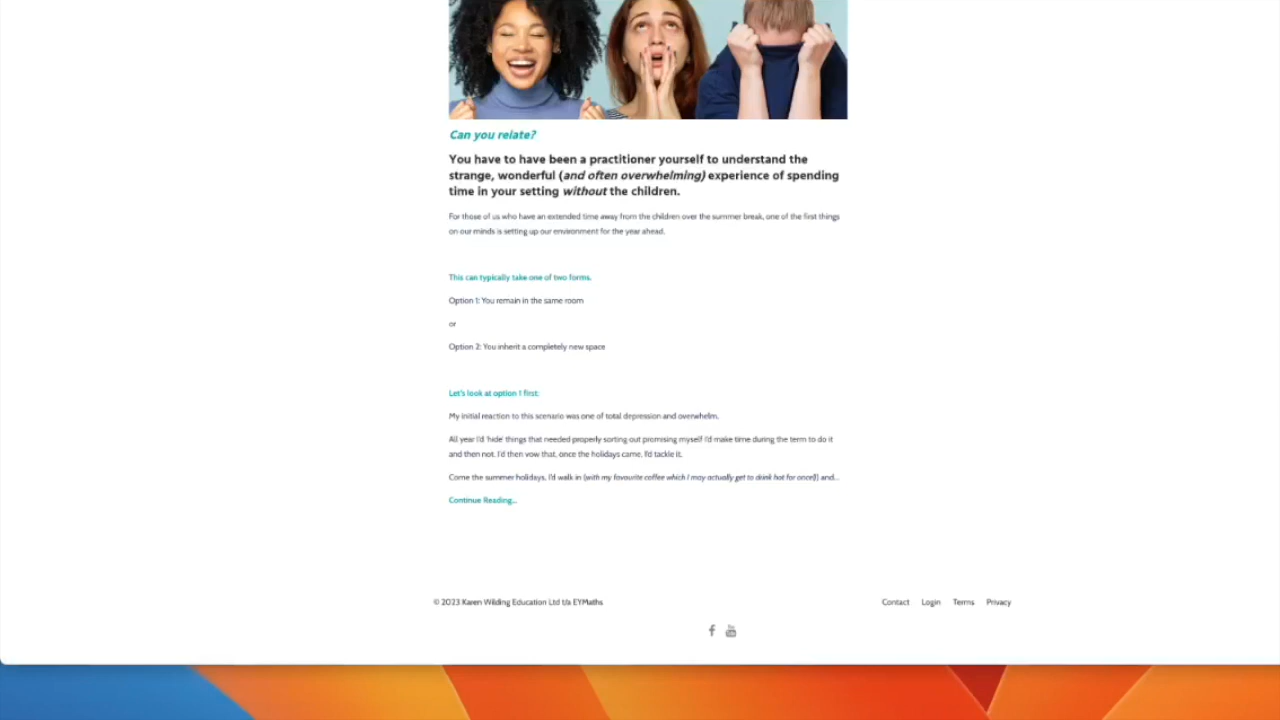 Can you relate?
You have to have been a practitioner yourself to understand the
strange, wonderful (and often overwhelming) experience of spending
time in your setting without the children.
For those of us who have an extended time away from the children over the summer break, one of the first things
on our minds is setting up our environment for the year ahead.
This can typically take one of two forms.
Option 1: You remain in the same room
or
Option 2: You inherit a completely new space
Let's look at option 1 first.
My initial reaction to this scenario was one of total depression and overwhelm.
All year I'd 'hide' things that needed properly sorting out promising myself I'd make time during the term to do it
and then not. I'd then vow that, once the holidays came, I'd tackle it.
Come the summer holidays, I'd walk in (with my favourite coffee which I may actually get to drink hot for once!) and...
Continue Reading...
© 2023 Karen Wilding Education Ltd t/a EYMaths
Contact Login Terms Privacy